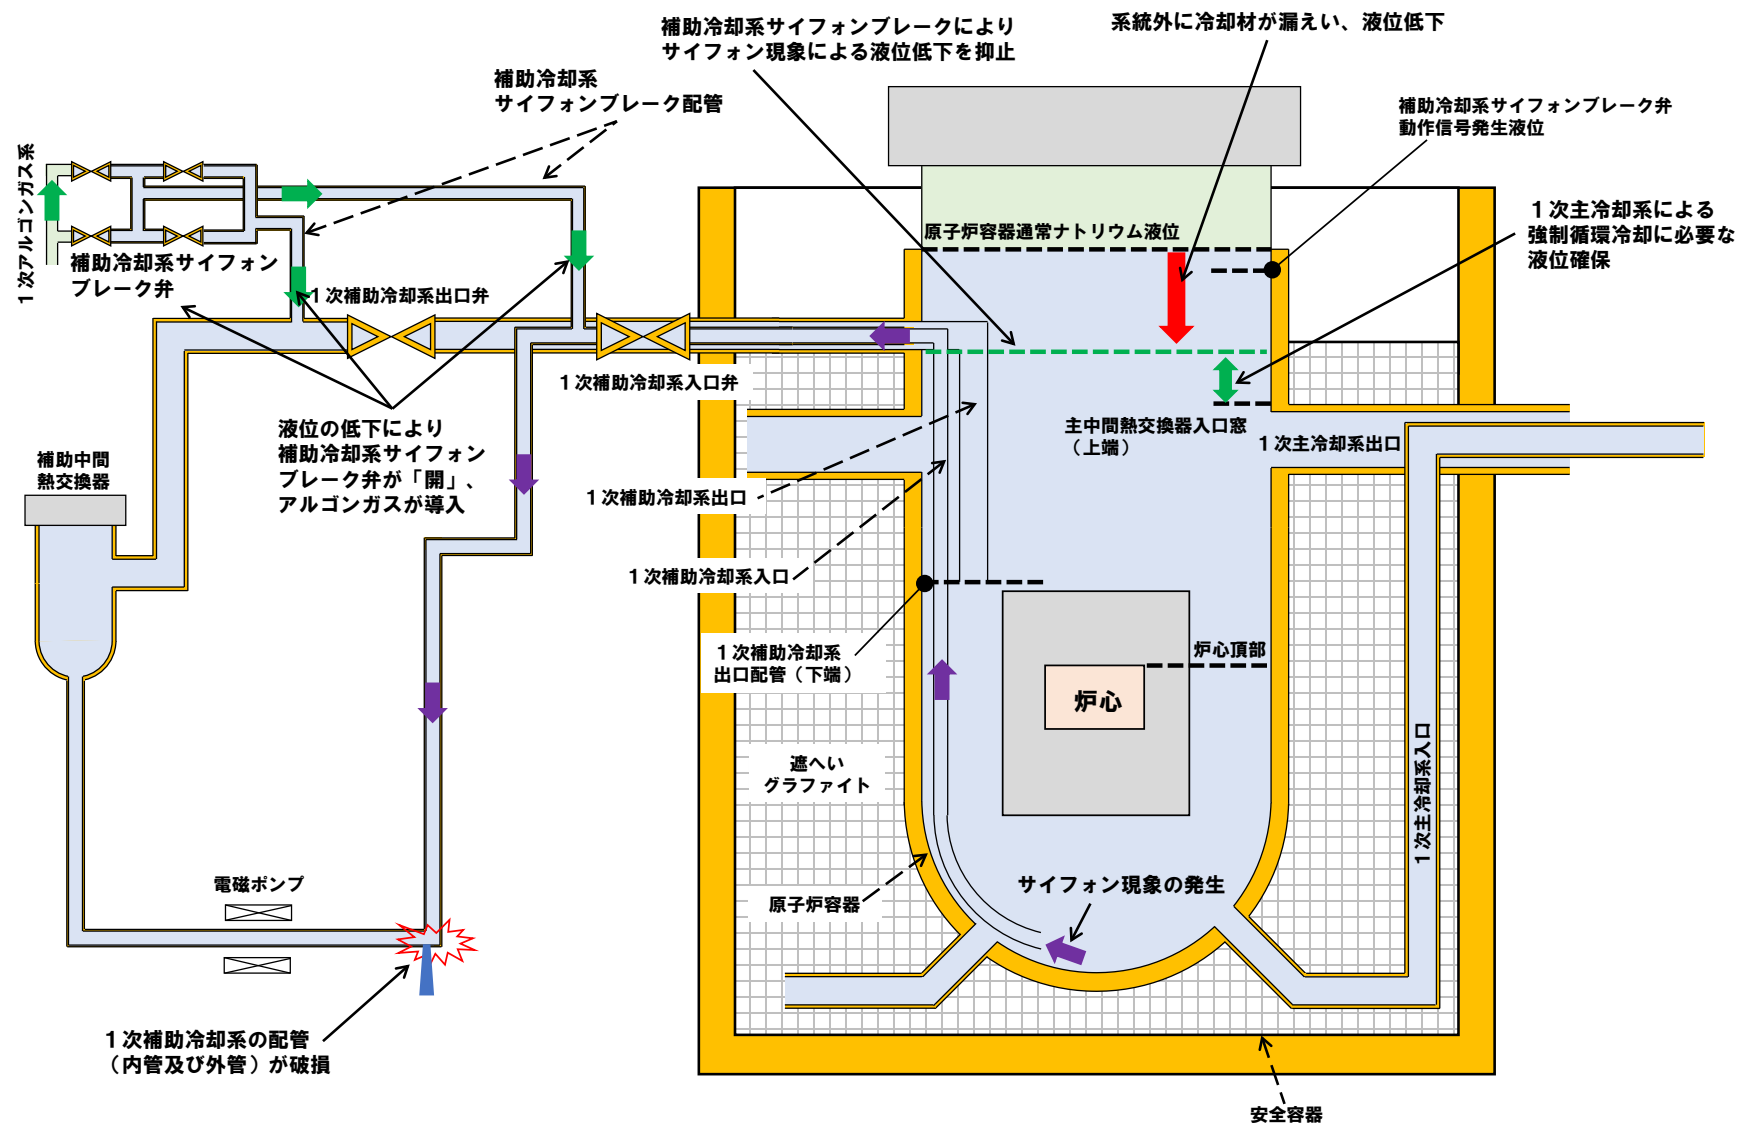 補助冷却系サイフォンブレークにより
サイフォン現象による液位低下を抑止
系統外に冷却材が漏えい、液位低下
補助冷却系
サイフォンブレーク配管
補助冷却系サイフォンブレーク弁
動作信号発生液位
１次アルゴンガス系
原子炉容器通常ナトリウム液位
１次主冷却系による
強制循環冷却に必要な
液位確保
補助冷却系サイフォン
ブレーク弁
１次補助冷却系出口弁
１次補助冷却系入口弁
液位の低下により
補助冷却系サイフォン
ブレーク弁が「開」、
アルゴンガスが導入
主中間熱交換器入口窓
（上端）
１次主冷却系出口
補助中間
熱交換器
１次補助冷却系出口
１次補助冷却系入口
１次補助冷却系
出口配管（下端）
炉心頂部
炉心
遮へい
グラファイト
１次主冷却系入口
電磁ポンプ
原子炉容器
サイフォン現象の発生
１次補助冷却系の配管
（内管及び外管）が破損
安全容器